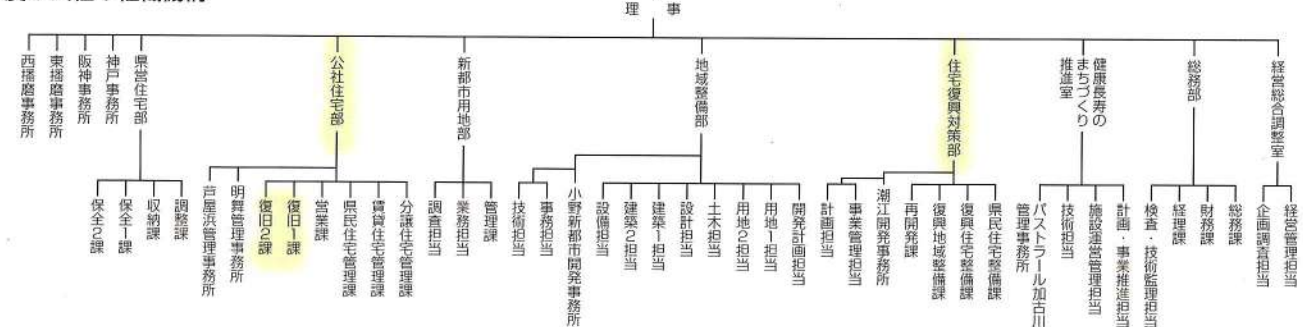 理 事
経営総合調整室
経営管理担当
企画調査担当
総務部
総務課
財務課
経理課
検査・技術監理担当
健康長寿の
まちづくり
推進室
計画・事業推進担当
施設運営管理担当
技術担当
パストラール加古川
管理事務所
住宅復興対策部
県民住宅整備課
復興住宅整備課
復興地域整備課
再開発課
潮江開発事務所
事業管理担当
計画担当
地域整備部
開発計画担当
用地1担当
用地2担当
土木担当
設計担当
建築1担当
建築2担当
設備担当
小野新都市開発事務所
事務担当
技術担当
新都市用地部
管理課
業務担当
調査担当
公社住宅部
分譲住宅管理課
賃貸住宅管理課
県民住宅管理課
営業課
復旧1課
復旧2課
明舞管理事務所
芦屋浜管理事務所
県営住宅部
調整課
収納課
保全1課
保全2課
神戸事務所
阪神事務所
東播磨事務所
西播磨事務所